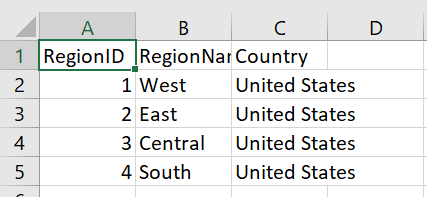 A B C D
1 RegionID RegionNar Country
2 1 West United States
3 2 East United States
4 3 Central United States
5 4 South United States